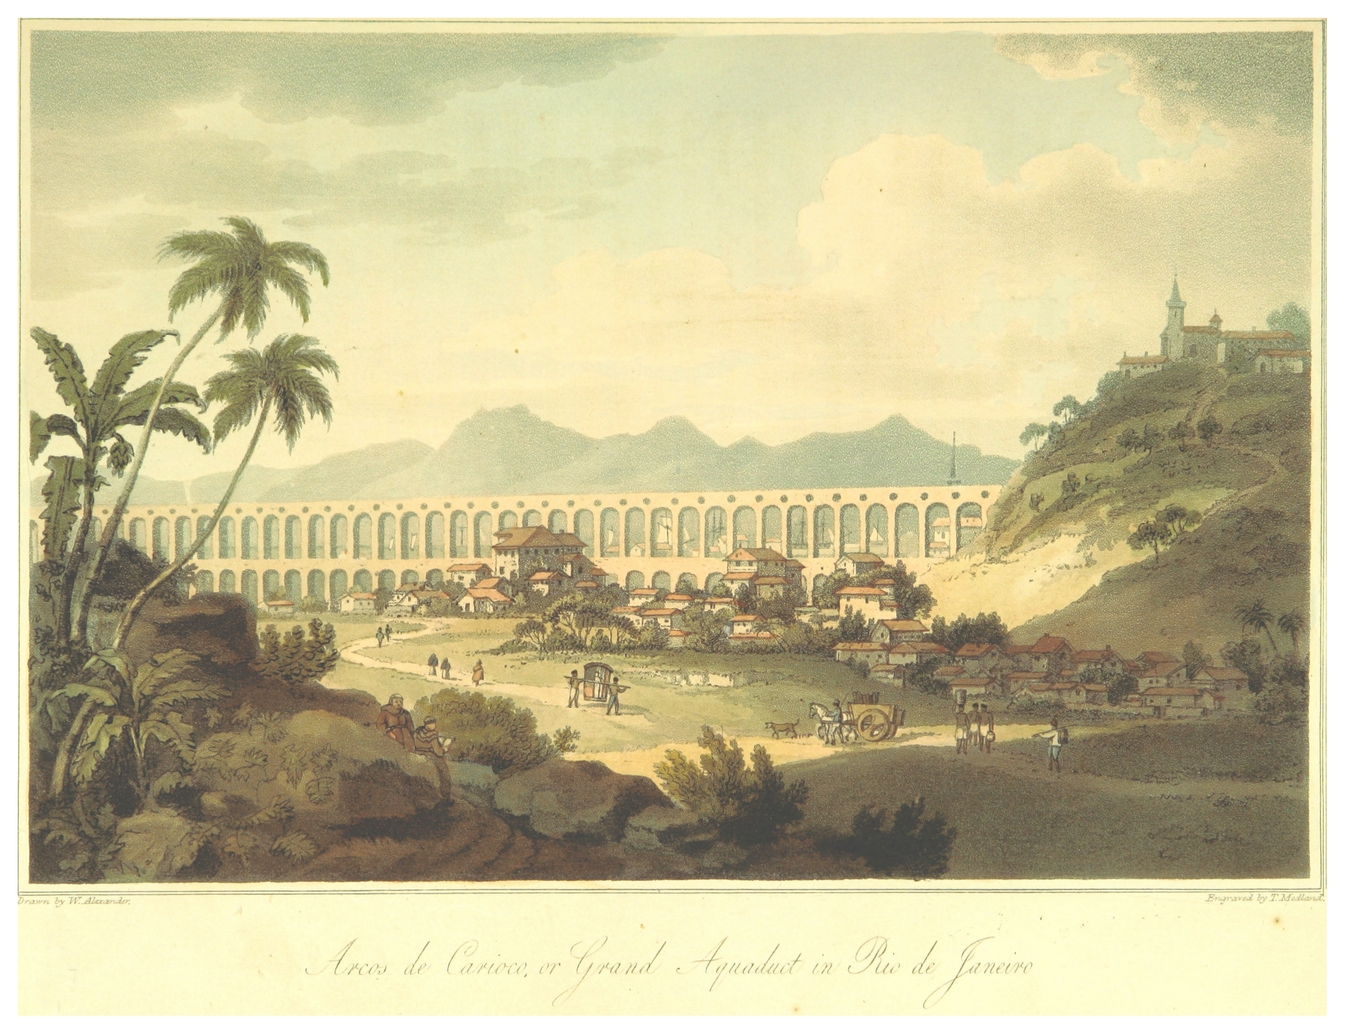 Drawn by W. Alexander.
Engraved by T. Medland.
Arcos de Carioco, or Grand Aquaduct in Rio de Janeiro